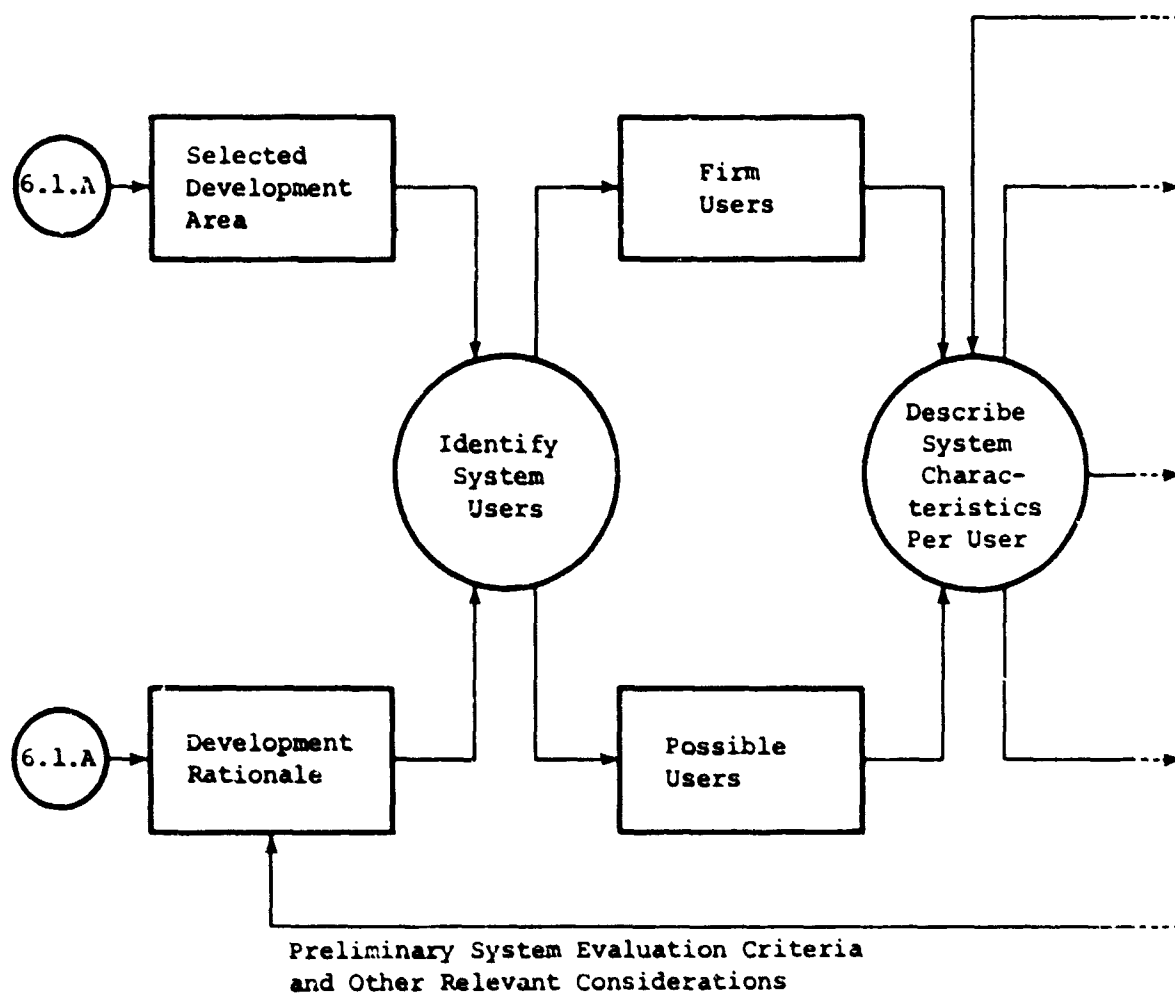 6.1.A
Selected
Development
Area
Firm
Users
Identify
System
Users
Describe
System
Charac-
teristics
Per User
6.1.A
Development
Rationale
Possible
Users
Preliminary System Evaluation Criteria
and Other Relevant Considerations